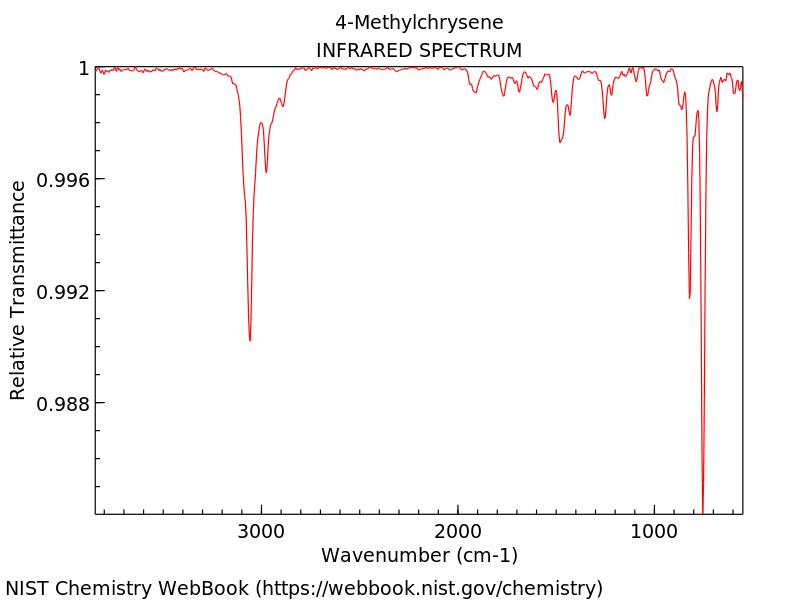 4-Methylchrysene
INFRARED SPECTRUM
1
0.996
0.992
0.988
Relative Transmittance
3000 2000 1000
Wavenumber (cm-1)
NIST Chemistry WebBook (https://webbook.nist.gov/chemistry)